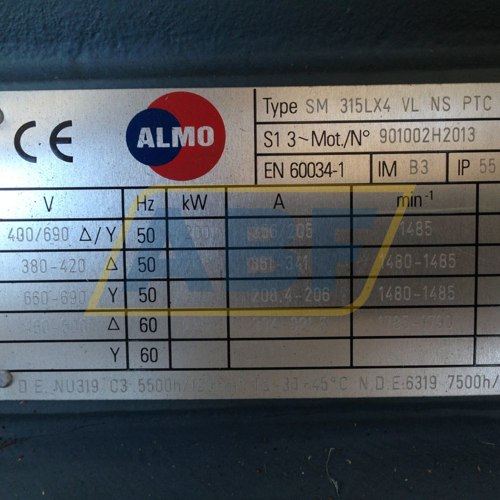 CE
ALMO
Type SM 315LX4 VL NS PTC
S1 3~Mot./N° 901002H2013
EN 60034-1 IM B3 IP 55
V Hz kW A min⁻¹
400/690 Δ/Y 50 1485
380-420 Δ 50 1480-1485
660-690 Y 50 208.4-206 1480-1485
Δ 60
Y 60
D.E. NU319 C3 5500h/ -45°C N.D.E:6319 7500h/
ABF